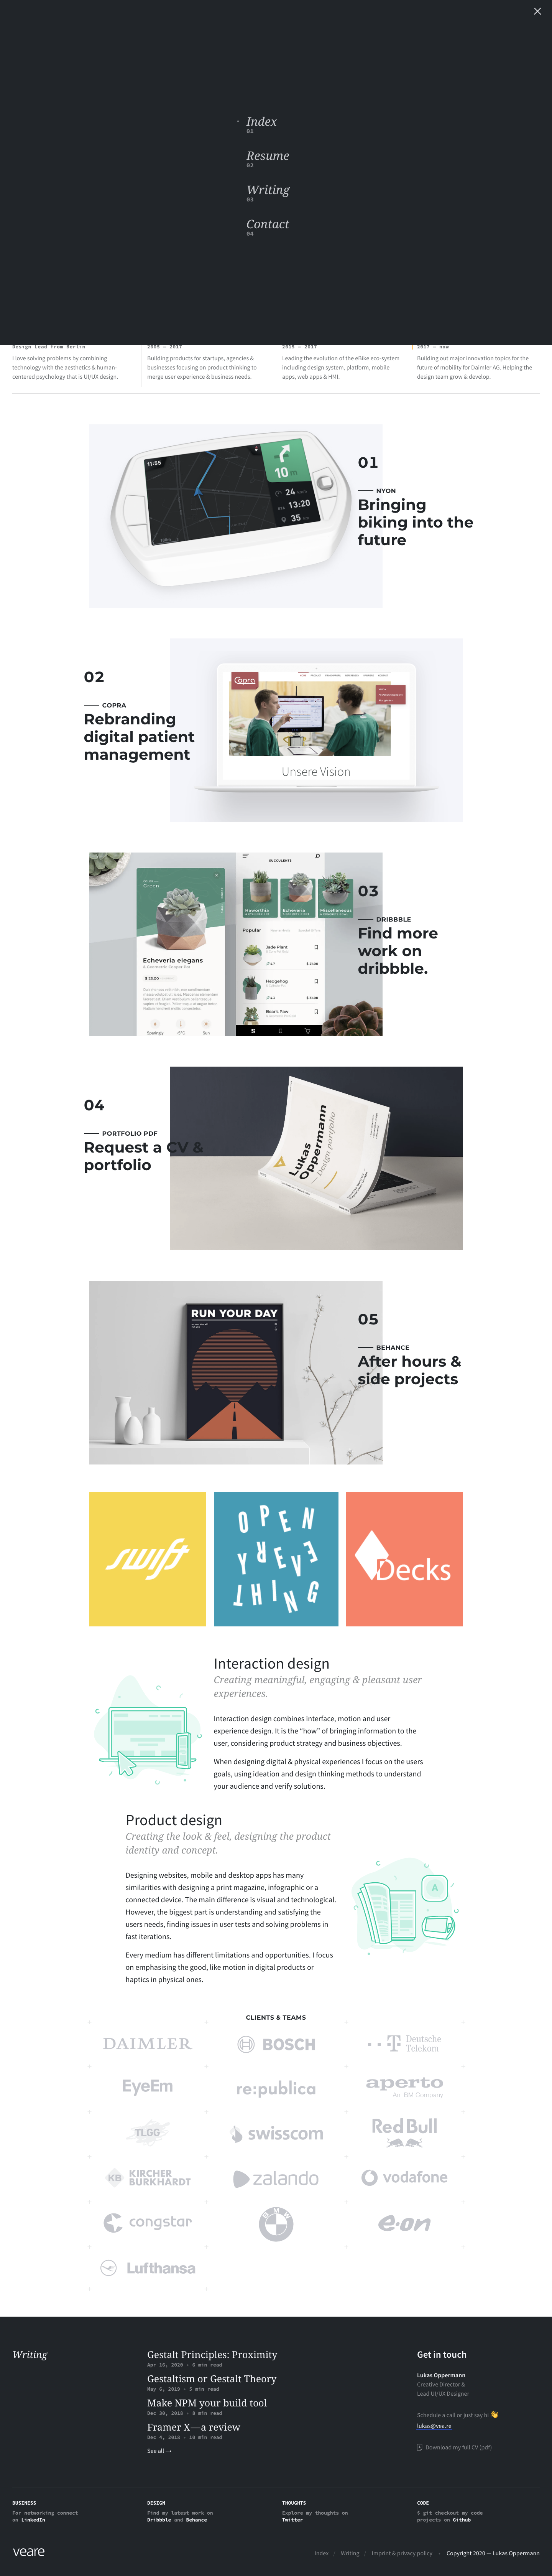 Index
01
Resume
02
Writing
03
Contact
04
Design Lead from Berlin
I love solving problems by combining
technology with the aesthetics & human-
centered psychology that is UI/UX design.
2005 — 2017
Building products for startups, agencies &
businesses focusing on product thinking to
merge user experience & business needs.
2015 — 2017
Leading the evolution of the eBike eco-system
including design system, platform, mobile
apps, web apps & HMI.
2017 — now
Building out major innovation topics for the
future of mobility for Daimler AG. Helping the
design team grow & develop.
11:55
10 m
24
13:20
35 km
01
NYON
Bringing
biking into the
future
02
COPRA
Rebranding
digital patient
management
Copra
Unsere Vision
SUCCULENTS
Green
Haworthia
Echeveria
Miscellaneous
Echeveria elegans
$ 25.00
Popular
Jade Plant
Hedgehog
Bear's Paw
Sparingly
-5°C
Sun
03
DRIBBBLE
Find more
work on
dribbble.
04
PORTFOLIO PDF
Request a CV &
portfolio
Lukas
Oppermann
Design portfolio
RUN YOUR DAY
05
BEHANCE
After hours &
side projects
swift
OPEN
EVERY
THING
Decks
Interaction design
Creating meaningful, engaging & pleasant user
experiences.
Interaction design combines interface, motion and user
experience design. It is the “how” of bringing information to the
user, considering product strategy and business objectives.
When designing digital & physical experiences I focus on the users
goals, using ideation and design thinking methods to understand
your audience and verify solutions.
Product design
Creating the look & feel, designing the product
identity and concept.
Designing websites, mobile and desktop apps has many
similarities with designing a print magazine, infographic or a
connected device. The main difference is visual and technological.
However, the biggest part is understanding and satisfying the
users needs, finding issues in user tests and solving problems in
fast iterations.
Every medium has different limitations and opportunities. I focus
on emphasising the good, like motion in digital products or
haptics in physical ones.
A
CLIENTS & TEAMS
DAIMLER
BOSCH
T Deutsche
Telekom
EyeEm
re:publica
aperto
An IBM Company
TLGG
swisscom
Red Bull
KB KIRCHER
BURKHARDT
zalando
vodafone
congstar
BMW
e·on
Lufthansa
Writing
Gestalt Principles: Proximity
Apr 18, 2020 - 6 min read
Gestaltism or Gestalt Theory
May 6, 2019 - 5 min read
Make NPM your build tool
Dec 30, 2018 - 8 min read
Framer X—a review
Dec 4, 2018 - 10 min read
See all →
Get in touch
Lukas Oppermann
Creative Director &
Lead UI/UX Designer
Schedule a call or just say hi 👋
lukas@vea.re
Download my full CV (pdf)
BUSINESS
For networking connect
on LinkedIn
DESIGN
Find my latest work on
Dribbble and Behance
THOUGHTS
Explore my thoughts on
Twitter
CODE
$ git checkout my code
projects on Github
veare
Index / Writing / Imprint & privacy policy • Copyright 2020 — Lukas Oppermann